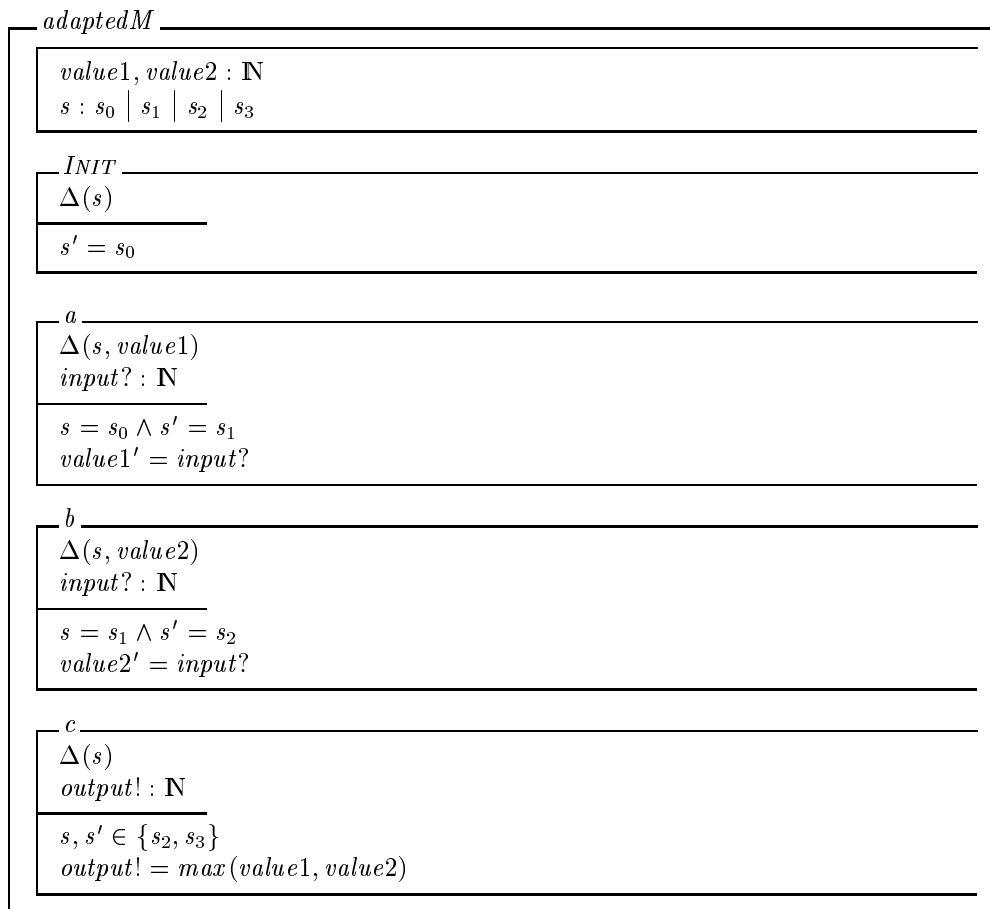 adaptedM
value1, value2 : ℕ
s : s₀ | s₁ | s₂ | s₃
INIT
Δ(s)
s′ = s₀
a
Δ(s, value1)
input? : ℕ
s = s₀ ∧ s′ = s₁
value1′ = input?
b
Δ(s, value2)
input? : ℕ
s = s₁ ∧ s′ = s₂
value2′ = input?
c
Δ(s)
output! : ℕ
s, s′ ∈ {s₂, s₃}
output! = max(value1, value2)